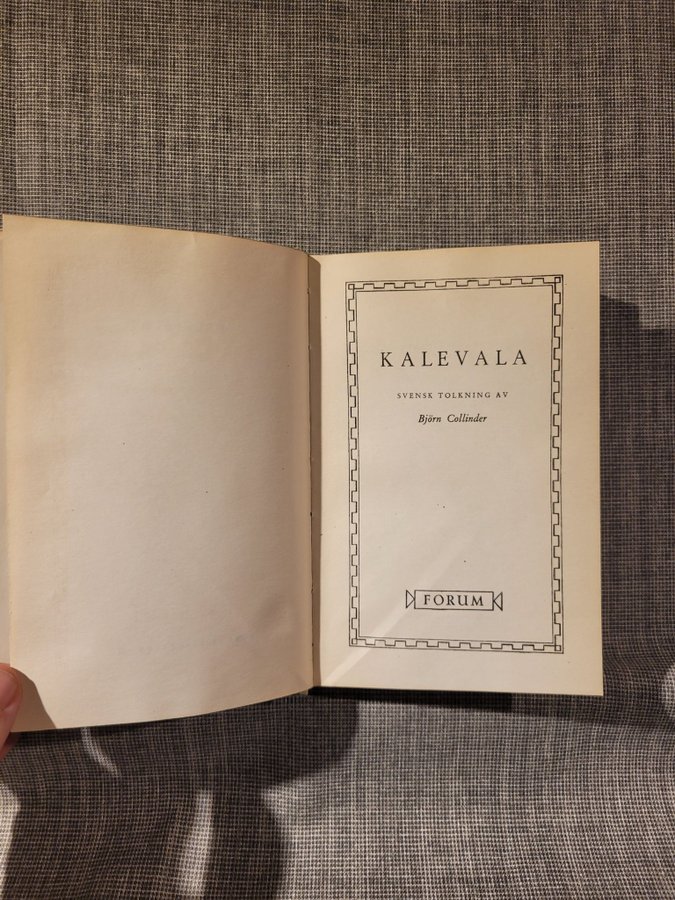 KALEVALA
SVENSK TOLKNING AV
Björn Collinder
FORUM